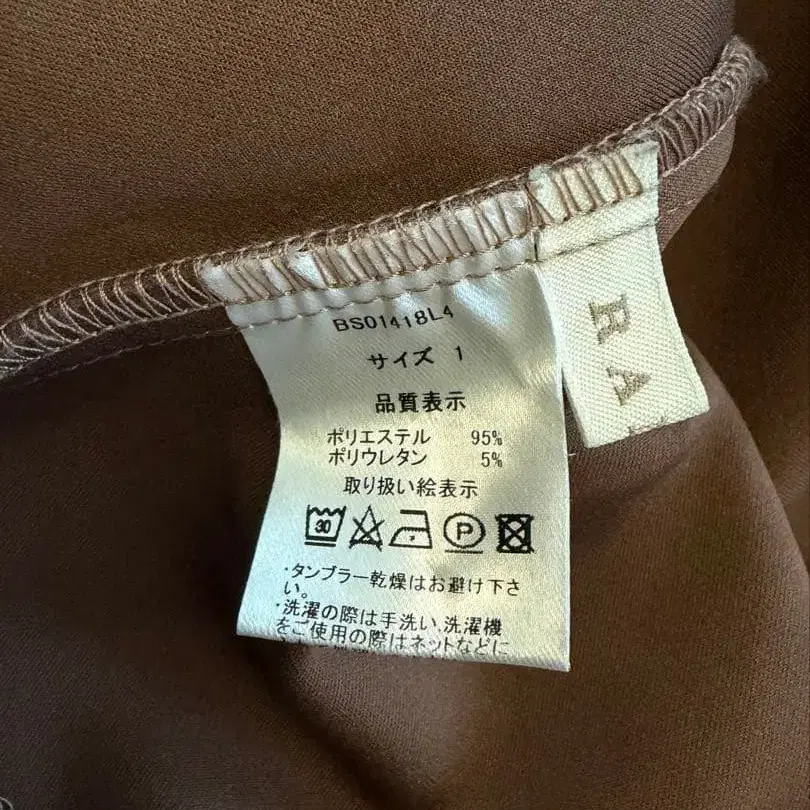 BS01418L4
サイズ 1
品質表示
ポリエステル 95%
ポリウレタン 5%
取り扱い絵表示
30 P
・タンブラー乾燥はお避け下さ
い。
・洗濯の際は手洗い、洗濯機
をご使用の際はネットなどに
RA